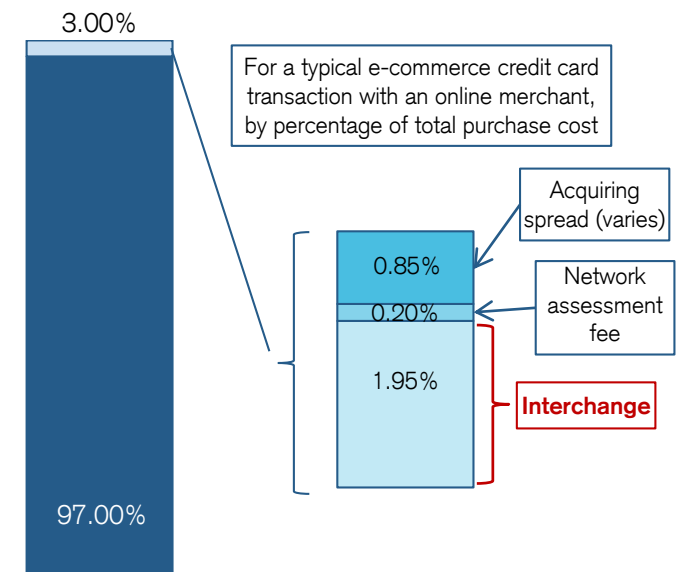 3.00%
For a typical e-commerce credit card
transaction with an online merchant,
by percentage of total purchase cost
Acquiring
spread (varies)
0.85%
Network
assessment
fee
0.20%
1.95%
Interchange
97.00%